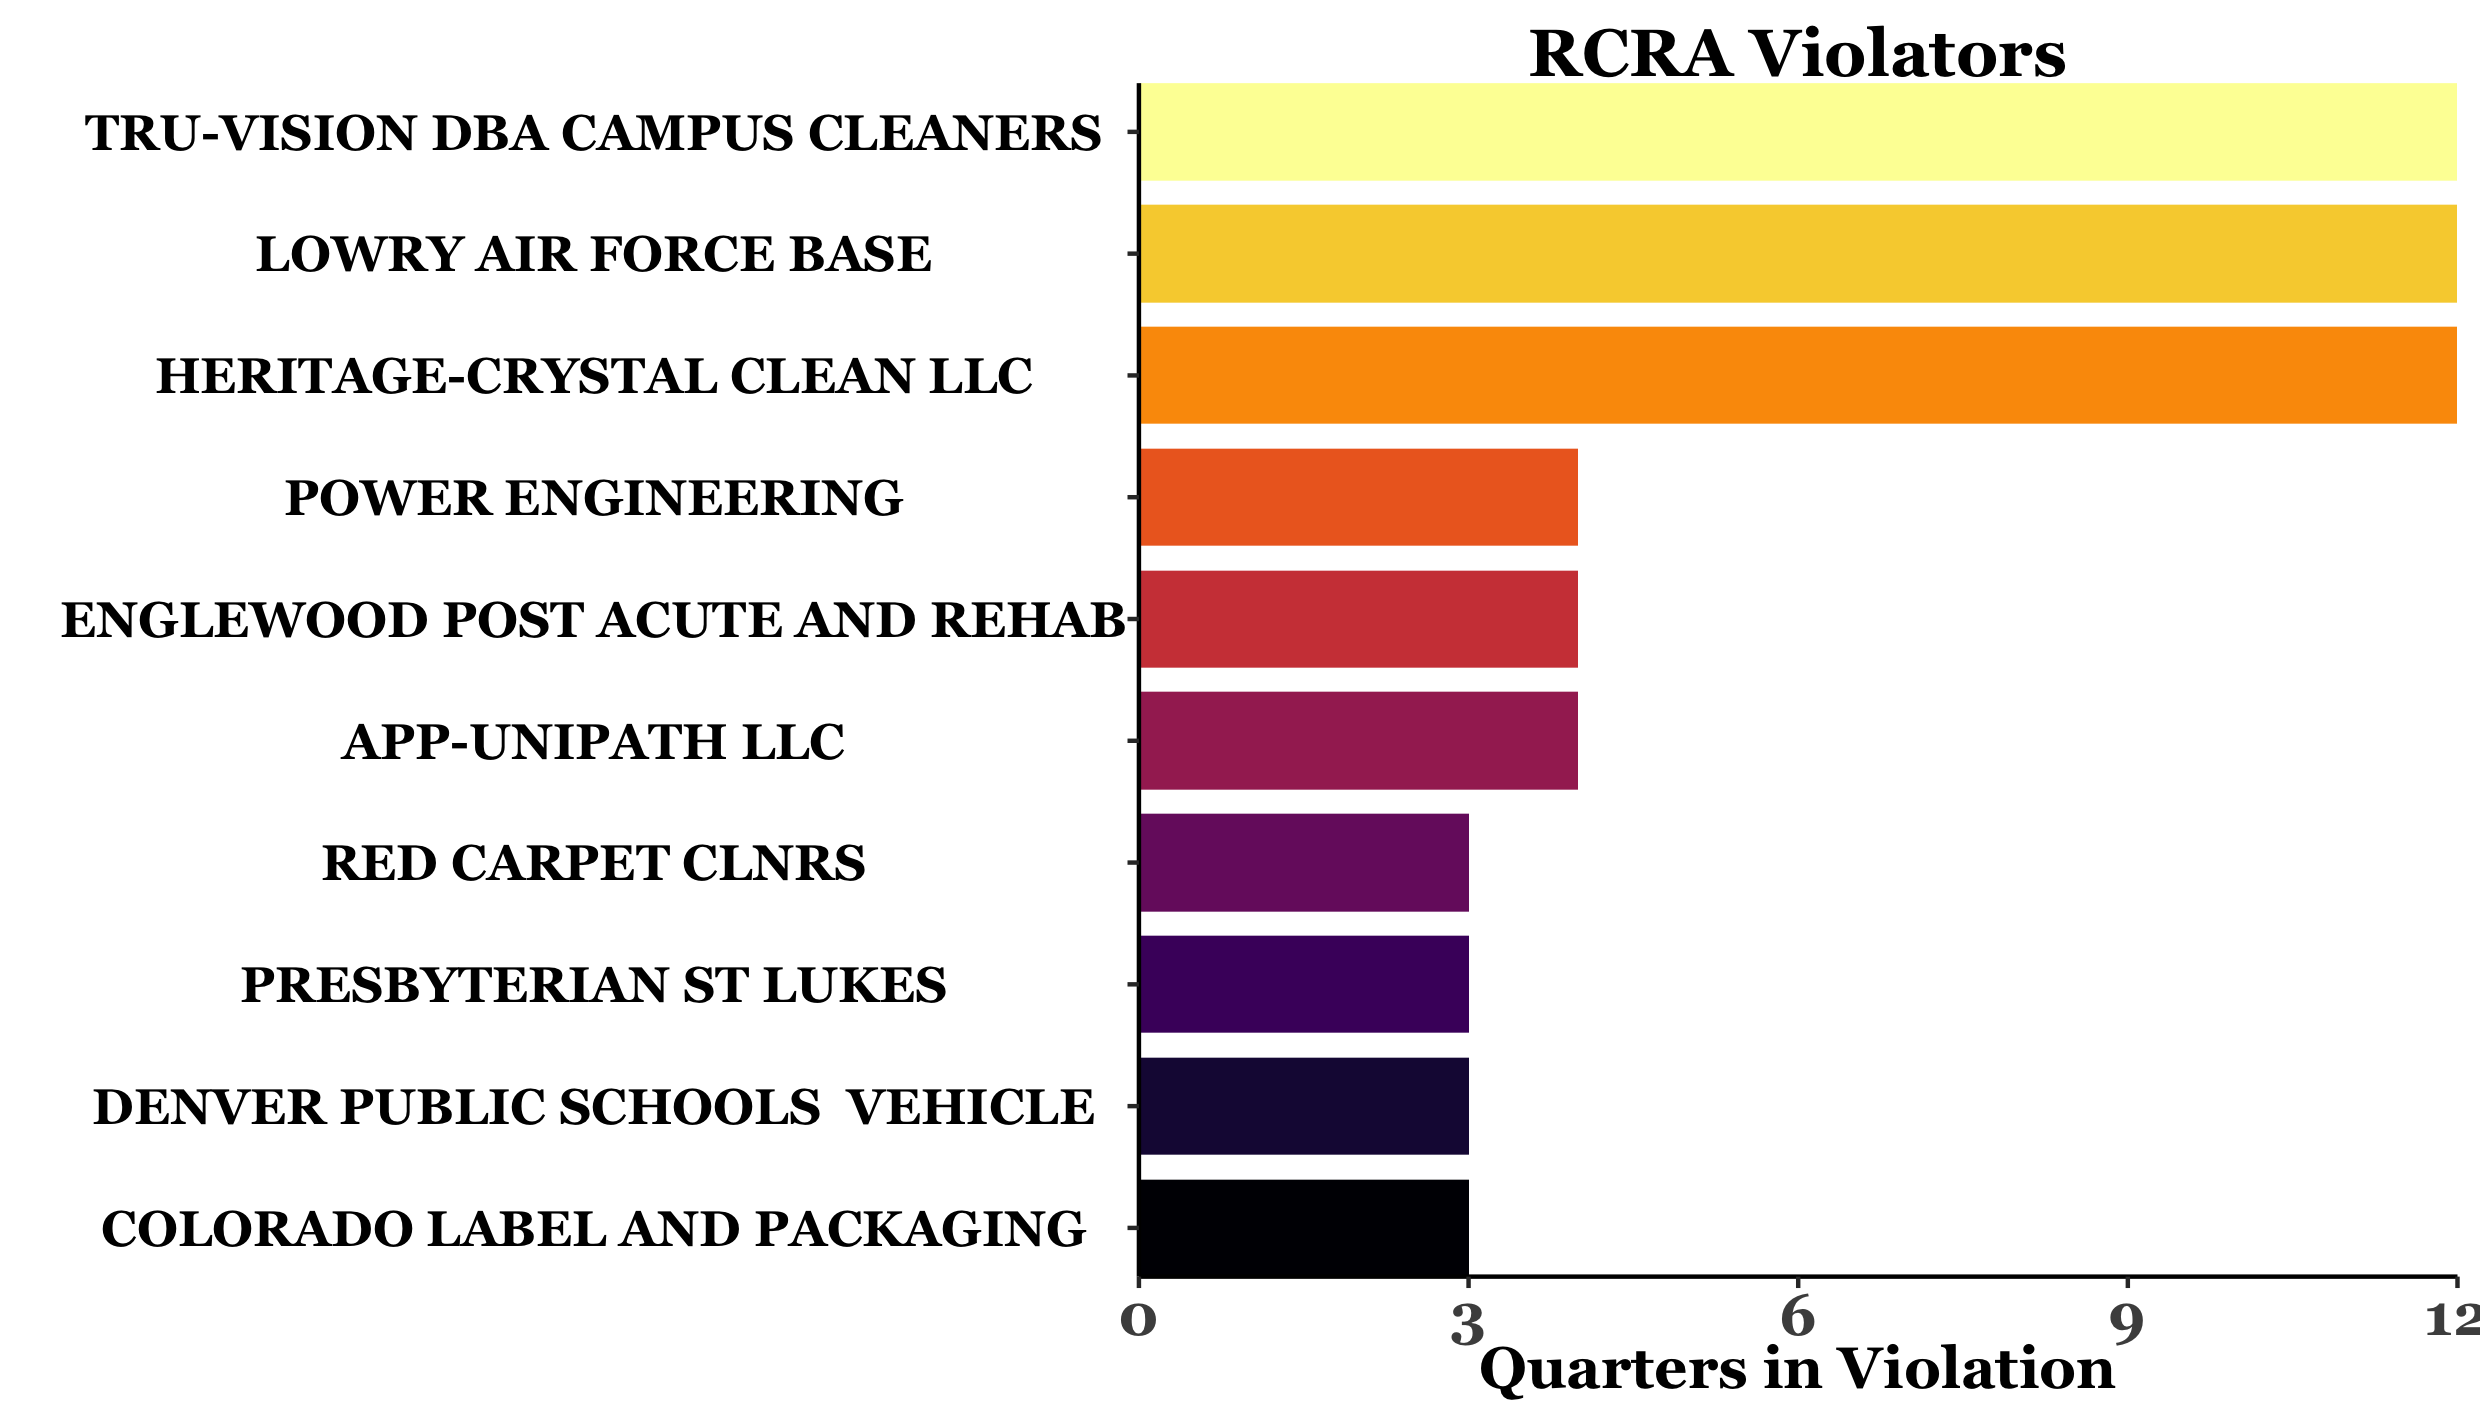 RCRA Violators
TRU-VISION DBA CAMPUS CLEANERS
LOWRY AIR FORCE BASE
HERITAGE-CRYSTAL CLEAN LLC
POWER ENGINEERING
ENGLEWOOD POST ACUTE AND REHAB
APP-UNIPATH LLC
RED CARPET CLNRS
PRESBYTERIAN ST LUKES
DENVER PUBLIC SCHOOLS  VEHICLE
COLORADO LABEL AND PACKAGING
0 3 6 9 12
Quarters in Violation